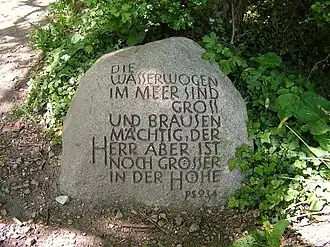 DIE
WASSERWOGEN
IM MEER SIND
GROSS
UND BRAUSEN
MÄCHTIG, DER
HERR ABER IST
NOCH GRÖSSER
IN DER HÖHE
PS 93,4